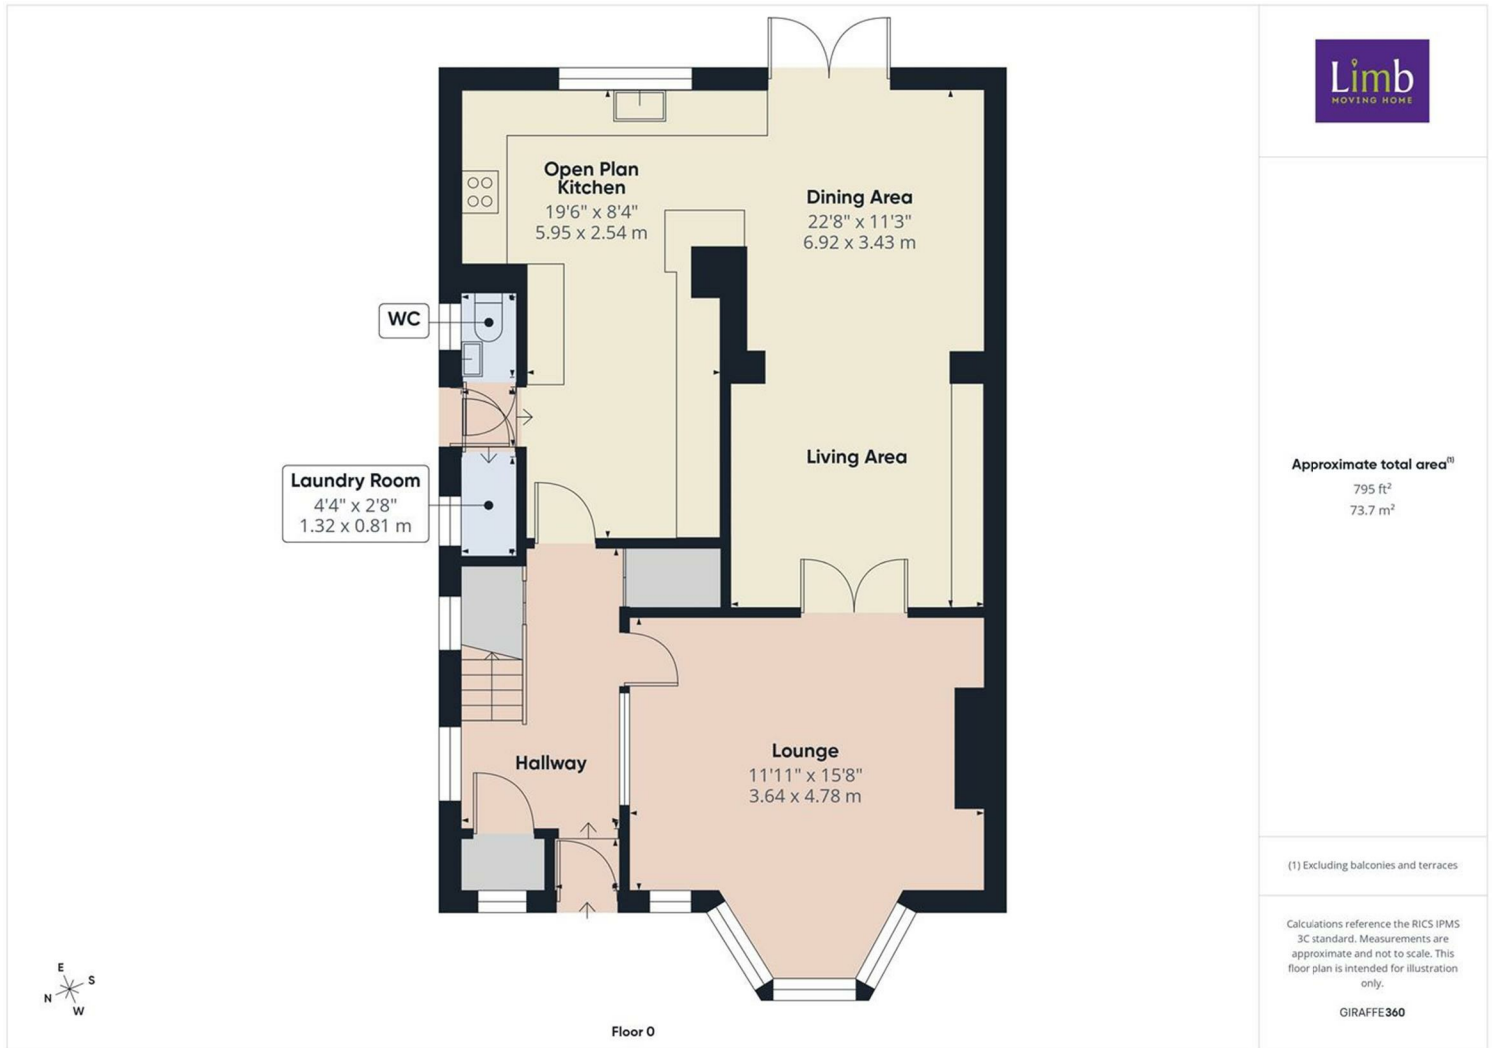 Limb
MOVING HOME
Open Plan
Kitchen
19'6" x 8'4"
5.95 x 2.54 m
Dining Area
22'8" x 11'3"
6.92 x 3.43 m
WC
Living Area
Laundry Room
4'4" x 2'8"
1.32 x 0.81 m
Hallway
Lounge
11'11" x 15'8"
3.64 x 4.78 m
E
S
N
W
Floor 0
Approximate total area(1)
795 ft²
73.7 m²
(1) Excluding balconies and terraces
Calculations reference the RICS IPMS
3C standard. Measurements are
approximate and not to scale. This
floor plan is intended for illustration
only.
GIRAFFE360